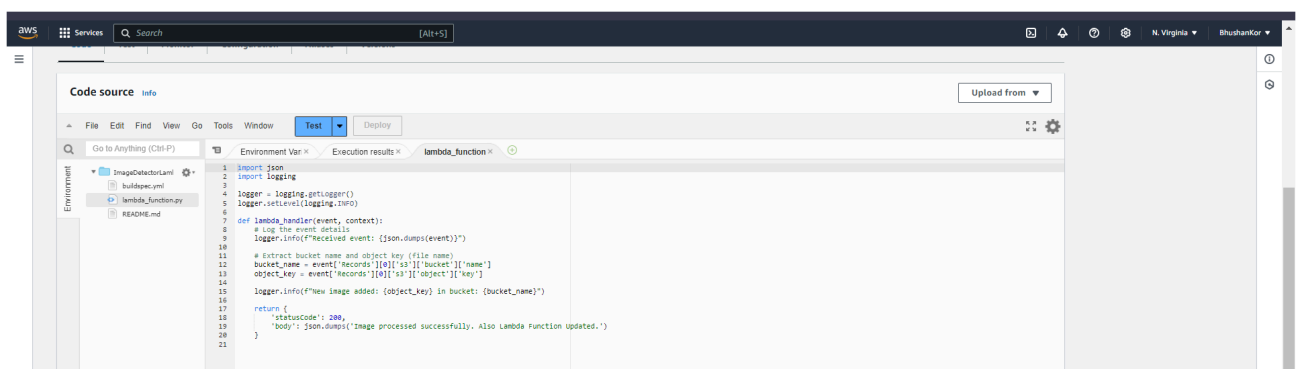 aws Services Search [Alt+S] N. Virginia BhushanKor
Code source Info Upload from
File Edit Find View Go Tools Window Test Deploy
Go to Anything (Ctrl-P) Environment Var Execution results lambda_function
Environment
ImageDetectorLaml
buildspec.yml
lambda_function.py
README.md
1 import json
2 import logging
3
4 logger = logging.getLogger()
5 logger.setLevel(logging.INFO)
6
7 def lambda_handler(event, context):
8 # Log the event details
9 logger.info(f"Received event: {json.dumps(event)}")
10
11 # Extract bucket name and object key (file name)
12 bucket_name = event['Records'][0]['s3']['bucket']['name']
13 object_key = event['Records'][0]['s3']['object']['key']
14
15 logger.info(f"New image added: {object_key} in bucket: {bucket_name}")
16
17 return {
18 'statusCode': 200,
19 'body': json.dumps('Image processed successfully. Also Lambda Function Updated.')
20 }
21